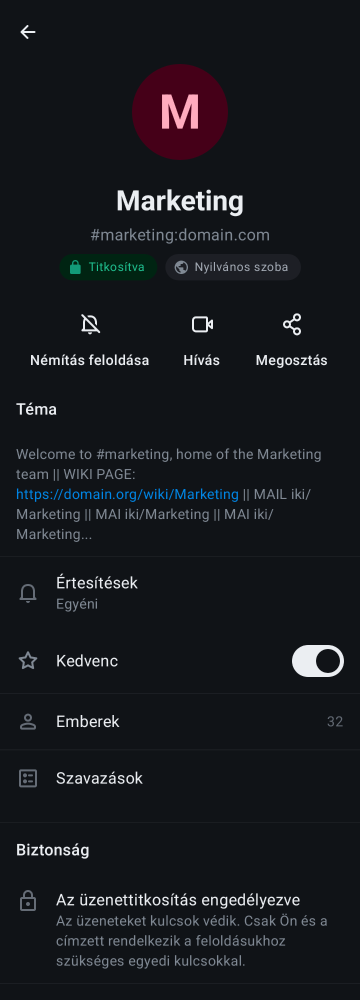 M
Marketing
#marketing:domain.com
Titkosítva
Nyilvános szoba
Némítás feloldása
Hívás
Megosztás
Téma
Welcome to #marketing, home of the Marketing
team || WIKI PAGE:
https://domain.org/wiki/Marketing || MAIL iki/
Marketing || MAI iki/Marketing || MAI iki/
Marketing...
Értesítések
Egyéni
Kedvenc
Emberek 32
Szavazások
Biztonság
Az üzenettitkosítás engedélyezve
Az üzeneteket kulcsok védik. Csak Ön és a
címzett rendelkezik a feloldásukhoz
szükséges egyedi kulcsokkal.